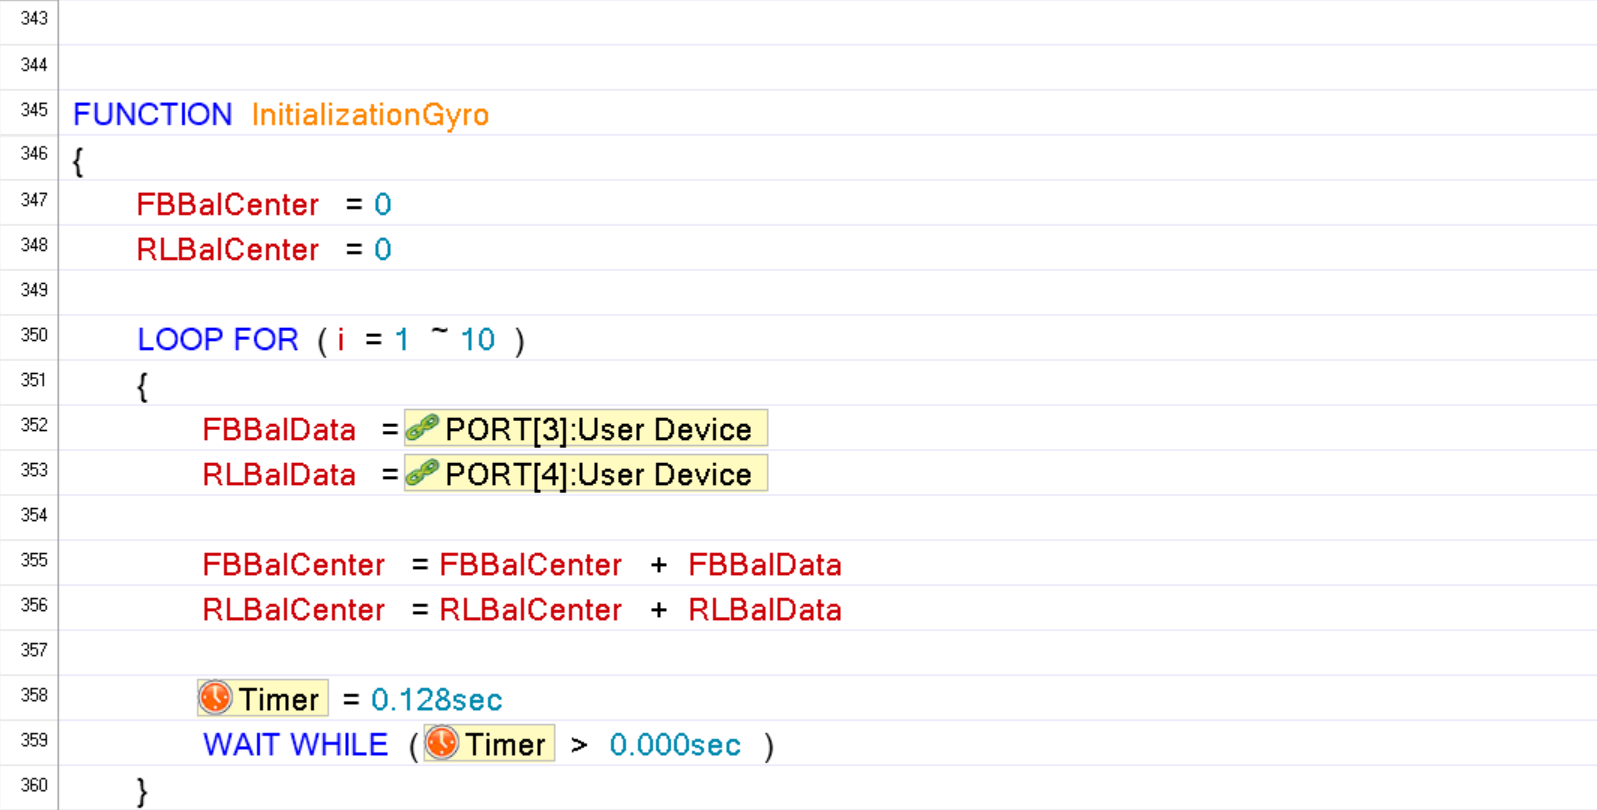 343
344
345 FUNCTION InitializationGyro
346 {
347 FBBalCenter = 0
348 RLBalCenter = 0
349
350 LOOP FOR ( i = 1 ~ 10 )
351 {
352 FBBalData = PORT[3]:User Device
353 RLBalData = PORT[4]:User Device
354
355 FBBalCenter = FBBalCenter + FBBalData
356 RLBalCenter = RLBalCenter + RLBalData
357
358 Timer = 0.128sec
359 WAIT WHILE ( Timer > 0.000sec )
360 }